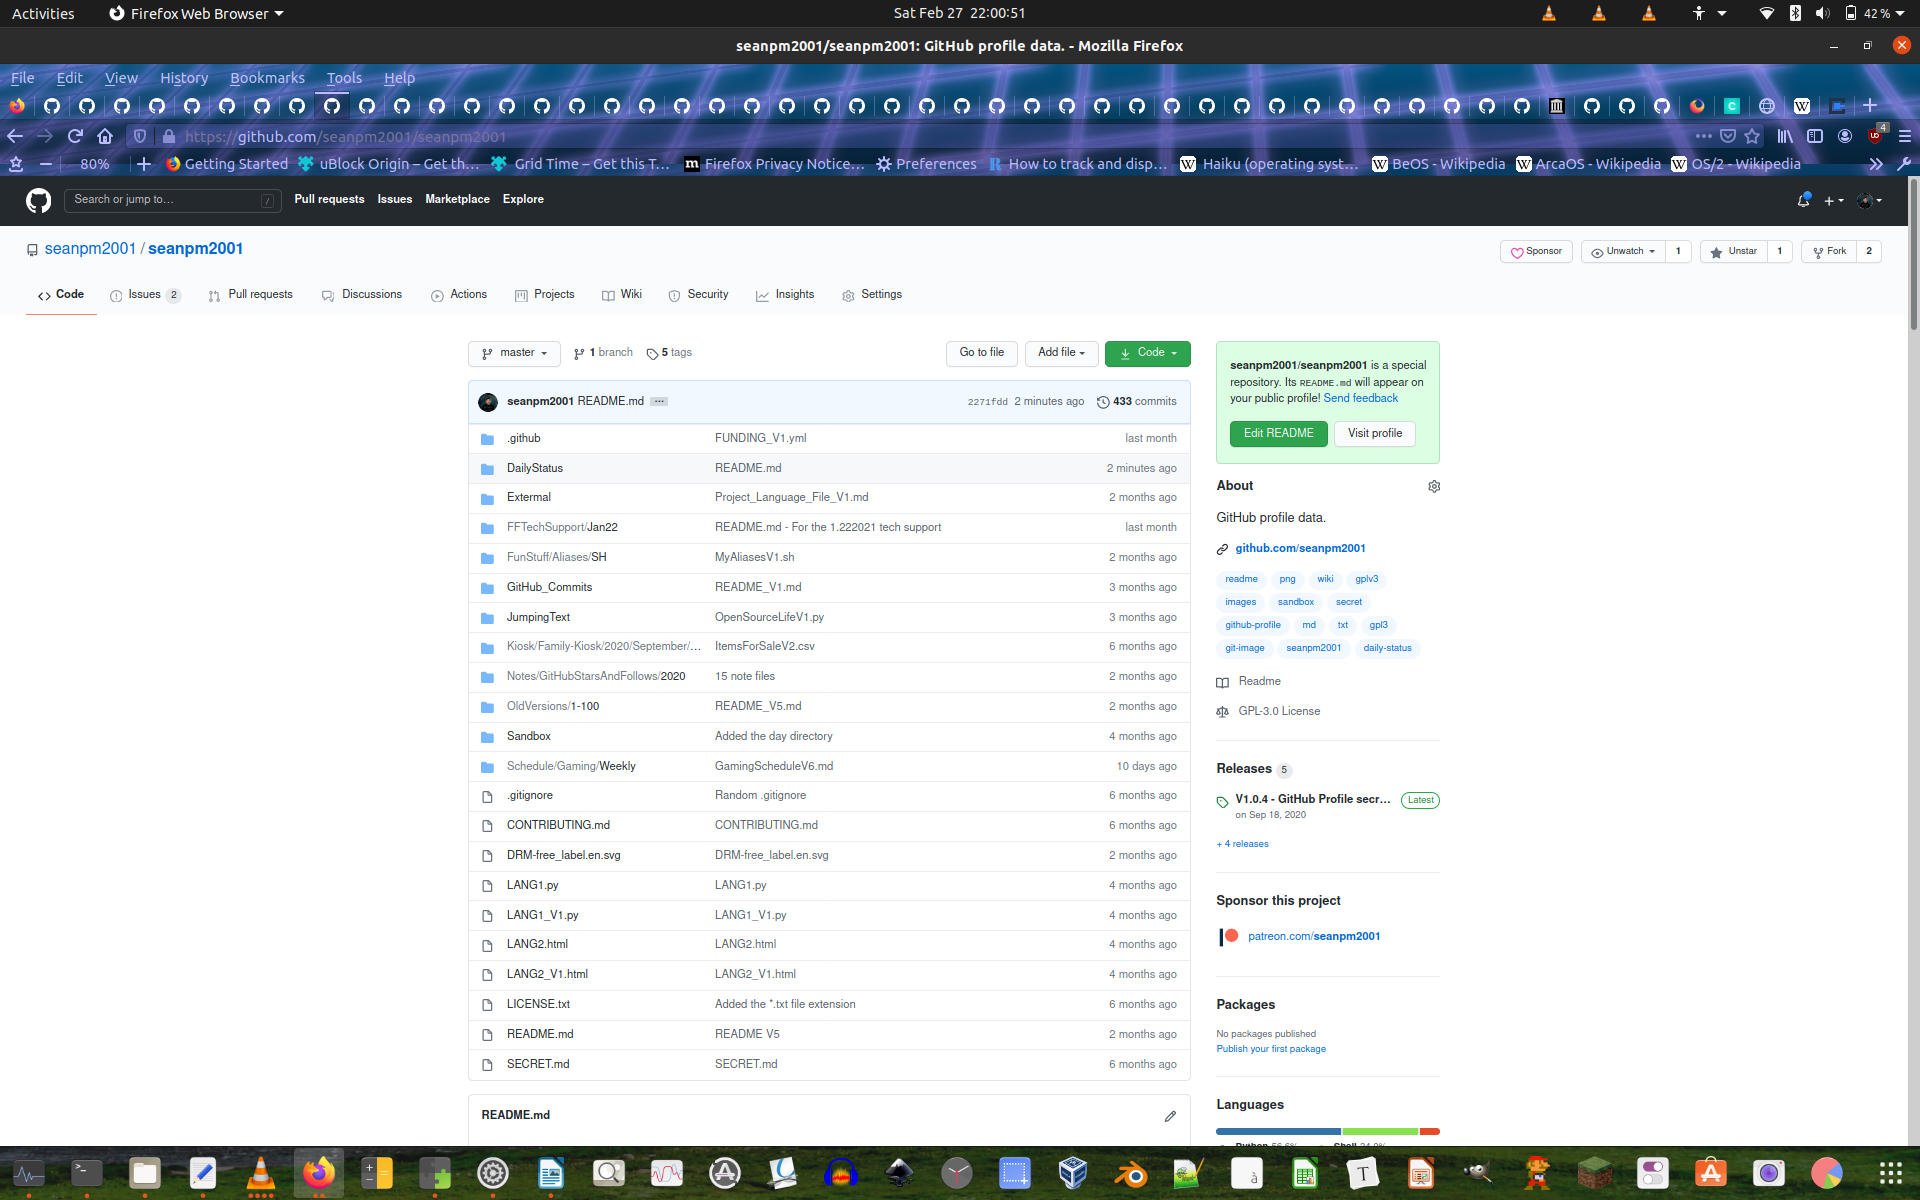 Activities Firefox Web Browser Sat Feb 27 22:00:51 42 %
seanpm2001/seanpm2001: GitHub profile data. - Mozilla Firefox
File Edit View History Bookmarks Tools Help
https://github.com/seanpm2001/seanpm2001 4
80% Getting Started uBlock Origin – Get th… Grid Time – Get this T… Firefox Privacy Notice… Preferences How to track and disp… Haiku (operating syst… BeOS - Wikipedia ArcaOS - Wikipedia OS/2 - Wikipedia
Search or jump to… / Pull requests Issues Marketplace Explore
seanpm2001 / seanpm2001 Sponsor Unwatch 1 Unstar 1 Fork 2
Code Issues 2 Pull requests Discussions Actions Projects Wiki Security Insights Settings
master 1 branch 5 tags Go to file Add file Code
seanpm2001 README.md ... 2271fdd 2 minutes ago 433 commits
.github FUNDING_V1.yml last month
DailyStatus README.md 2 minutes ago
Extermal Project_Language_File_V1.md 2 months ago
FFTechSupport/Jan22 README.md - For the 1.222021 tech support last month
FunStuff/Aliases/SH MyAliasesV1.sh 2 months ago
GitHub_Commits README_V1.md 3 months ago
JumpingText OpenSourceLifeV1.py 3 months ago
Kiosk/Family-Kiosk/2020/September/... ItemsForSaleV2.csv 6 months ago
Notes/GitHubStarsAndFollows/2020 15 note files 2 months ago
OldVersions/1-100 README_V5.md 2 months ago
Sandbox Added the day directory 4 months ago
Schedule/Gaming/Weekly GamingScheduleV6.md 10 days ago
.gitignore Random .gitignore 6 months ago
CONTRIBUTING.md CONTRIBUTING.md 6 months ago
DRM-free_label.en.svg DRM-free_label.en.svg 2 months ago
LANG1.py LANG1.py 4 months ago
LANG1_V1.py LANG1_V1.py 4 months ago
LANG2.html LANG2.html 4 months ago
LANG2_V1.html LANG2_V1.html 4 months ago
LICENSE.txt Added the *.txt file extension 6 months ago
README.md README V5 2 months ago
SECRET.md SECRET.md 6 months ago
README.md
seanpm2001/seanpm2001 is a special
repository. Its README.md will appear on
your public profile! Send feedback
Edit README Visit profile
About
GitHub profile data.
github.com/seanpm2001
readme png wiki gplv3
images sandbox secret
github-profile md txt gpl3
git-image seanpm2001 daily-status
Readme
GPL-3.0 License
Releases 5
V1.0.4 - GitHub Profile secr... Latest
on Sep 18, 2020
+ 4 releases
Sponsor this project
patreon.com/seanpm2001
Packages
No packages published
Publish your first package
Languages